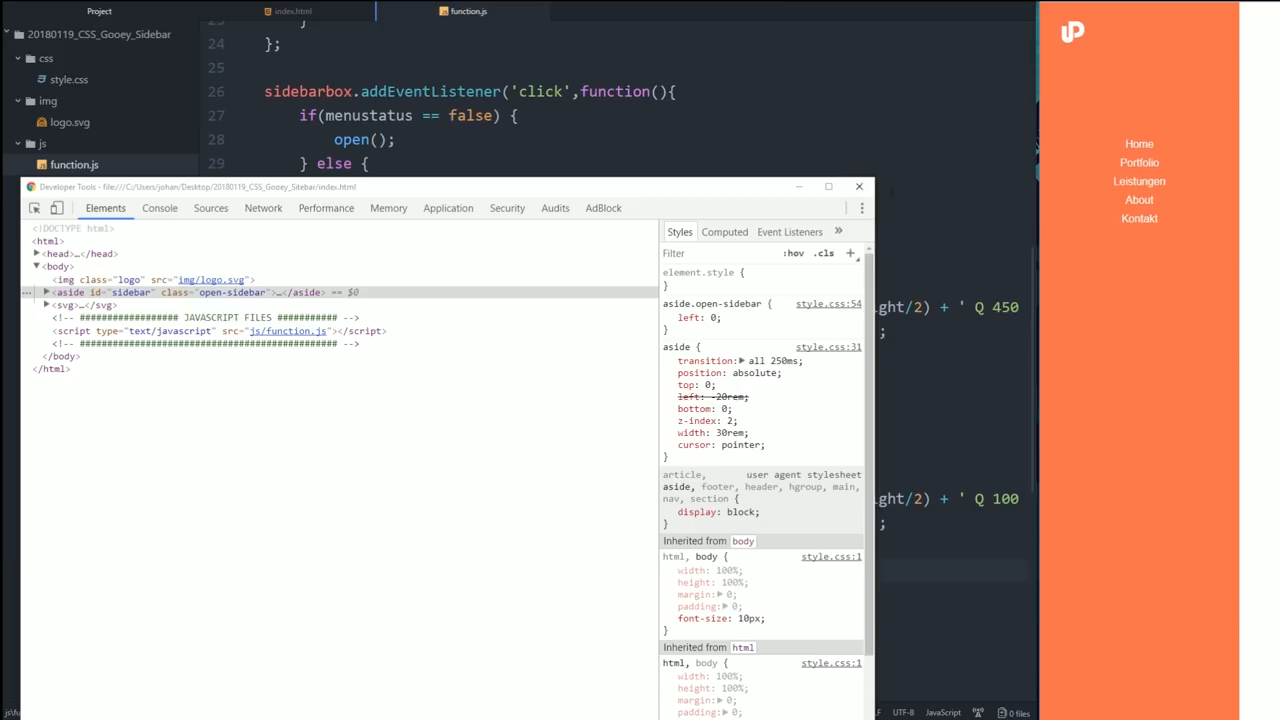 Project
index.html
function.js
20180119_CSS_Gooey_Sidebar
css
style.css
img
logo.svg
js
function.js
24 };
25
26 sidebarbox.addEventListener('click',function(){
27 if(menustatus == false) {
28 open();
29 } else {
ight/2) + ' Q 450
;
ight/2) + ' Q 100
;
UTF-8 JavaScript 0 files
Developer Tools - file:///C:/Users/johan/Desktop/20180119_CSS_Gooey_Sitebar/index.html
Elements Console Sources Network Performance Memory Application Security Audits AdBlock
<!DOCTYPE html>
<html>
<head>…</head>
<body>
<img class="logo" src="img/logo.svg">
<aside id="sidebar" class="open-sidebar">…</aside> == $0
<svg>…</svg>
<!-- ################## JAVASCRIPT FILES ########### -->
<script type="text/javascript" src="js/function.js"></script>
<!-- ############################################### -->
</body>
</html>
Styles Computed Event Listeners »
Filter :hov .cls +
element.style {
}
aside.open-sidebar { style.css:54
left: 0;
}
aside { style.css:31
transition: all 250ms;
position: absolute;
top: 0;
left: -20rem;
bottom: 0;
z-index: 2;
width: 30rem;
cursor: pointer;
}
article, user agent stylesheet
aside, footer, header, hgroup, main,
nav, section {
display: block;
}
Inherited from body
html, body { style.css:1
width: 100%;
height: 100%;
margin: 0;
padding: 0;
font-size: 10px;
}
Inherited from html
html, body { style.css:1
width: 100%;
height: 100%;
margin: 0;
padding: 0;
Home
Portfolio
Leistungen
About
Kontakt